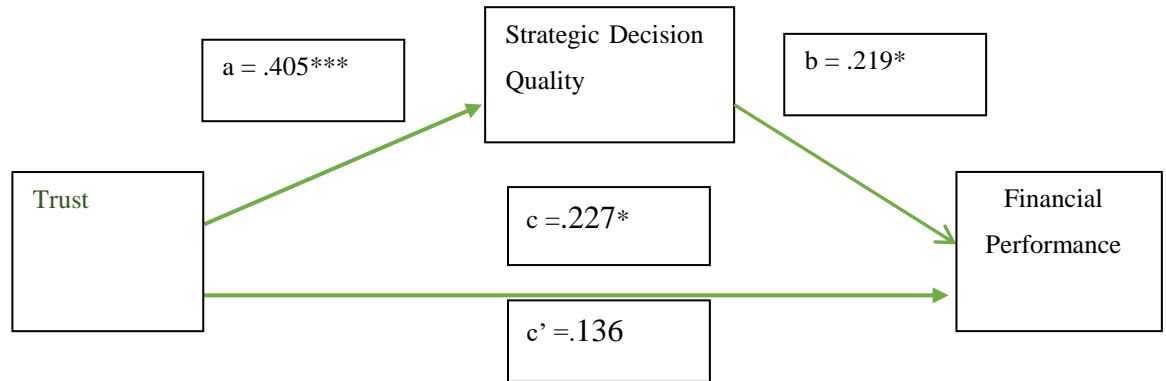 Strategic Decision
Quality
a = .405***
b = .219*
Trust
c =.227*
Financial
Performance
c’ =.136